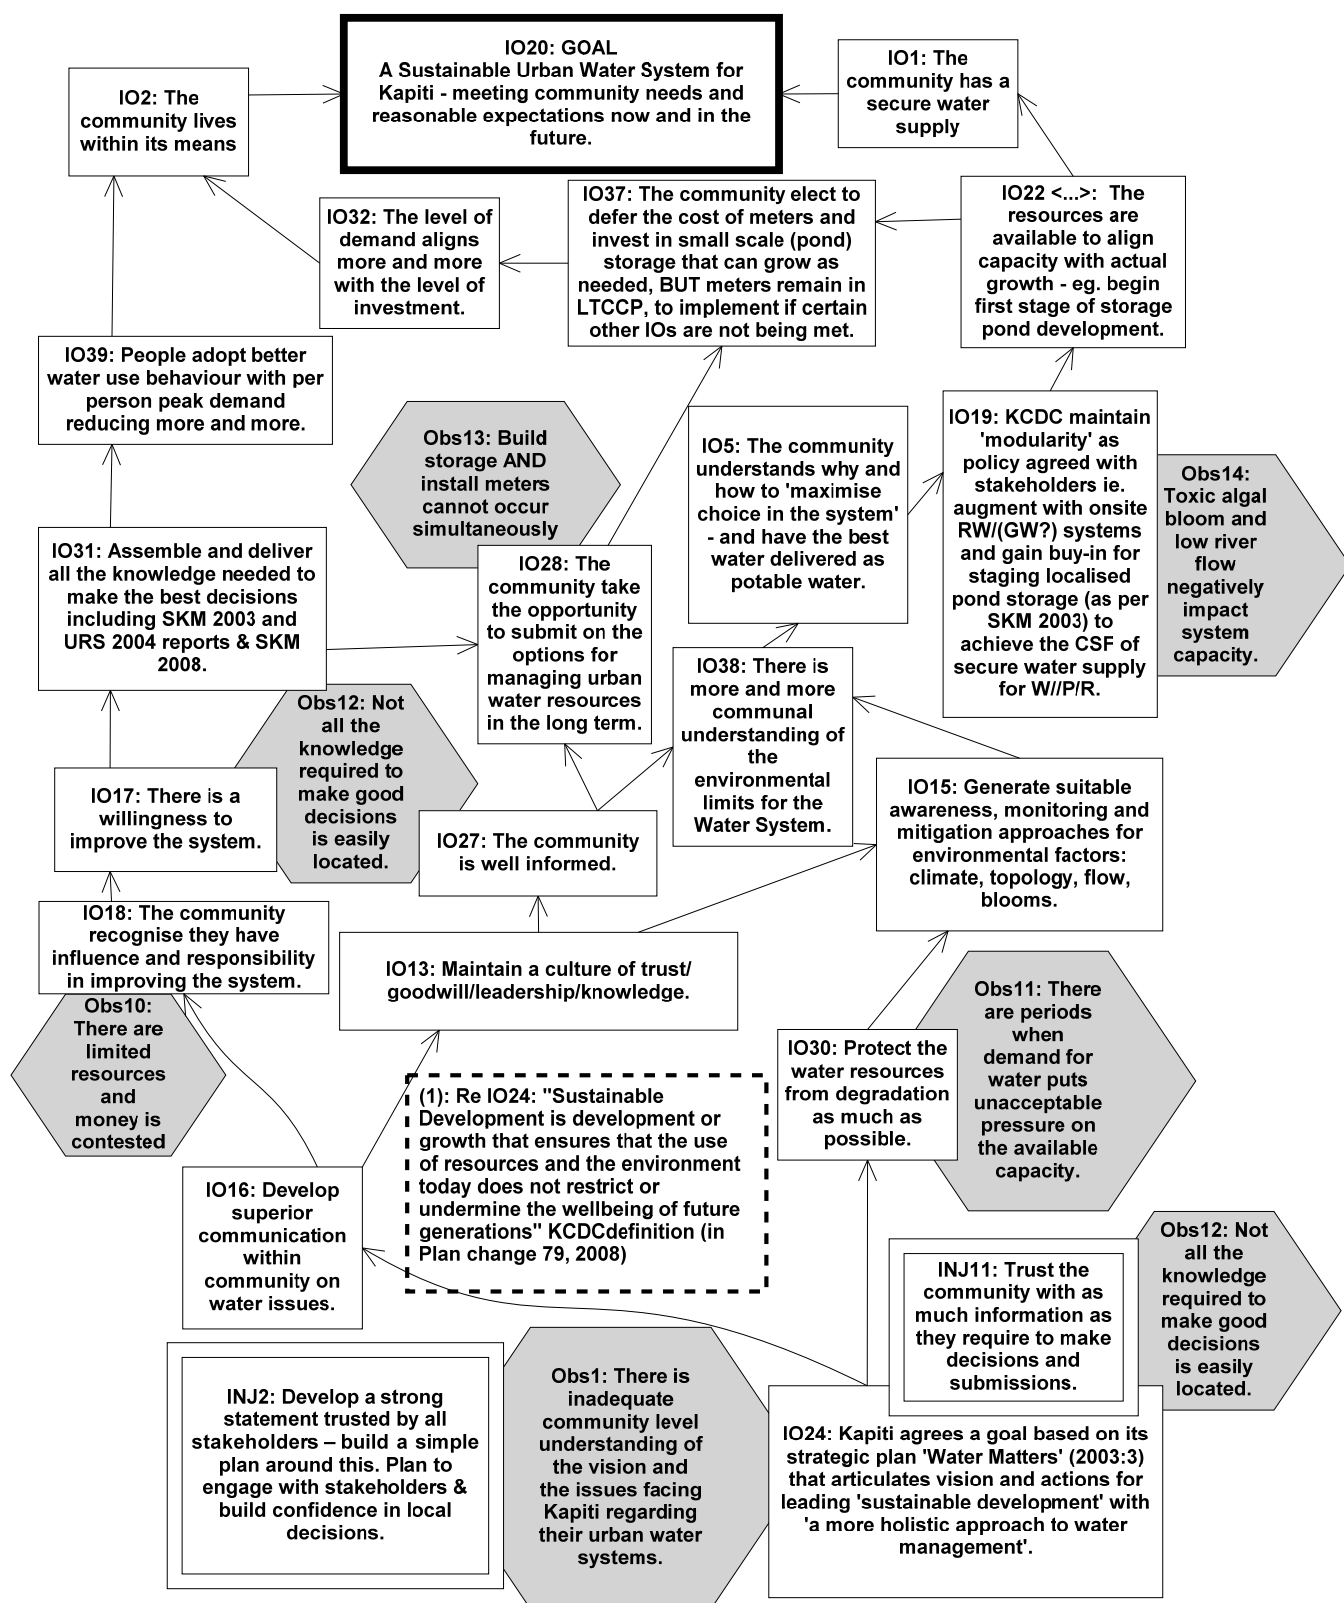 IO20: GOAL
A Sustainable Urban Water System for
Kapiti - meeting community needs and
reasonable expectations now and in the
future.
IO1: The
community has a
secure water
supply
IO2: The
community lives
within its means
IO37: The community elect to
defer the cost of meters and
invest in small scale (pond)
storage that can grow as
needed, BUT meters remain in
LTCCP, to implement if certain
other IOs are not being met.
IO22 <...>: The
resources are
available to align
capacity with actual
growth - eg. begin
first stage of storage
pond development.
IO32: The level of
demand aligns
more and more
with the level of
investment.
IO39: People adopt better
water use behaviour with per
person peak demand
reducing more and more.
Obs13: Build
storage AND
install meters
cannot occur
simultaneously
IO5: The community
understands why and
how to 'maximise
choice in the system'
- and have the best
water delivered as
potable water.
IO19: KCDC maintain
'modularity' as
policy agreed with
stakeholders ie.
augment with onsite
RW/(GW?) systems
and gain buy-in for
staging localised
pond storage (as per
SKM 2003) to
achieve the CSF of
secure water supply
for W//P/R.
Obs14:
Toxic algal
bloom and
low river
flow
negatively
impact
system
capacity.
IO31: Assemble and deliver
all the knowledge needed to
make the best decisions
including SKM 2003 and
URS 2004 reports & SKM
2008.
IO28: The
community take
the opportunity
to submit on the
options for
managing urban
water resources
in the long term.
IO38: There is
more and more
communal
understanding of
the
environmental
limits for the
Water System.
Obs12: Not
all the
knowledge
required to
make good
decisions
is easily
located.
IO17: There is a
willingness to
improve the system.
IO27: The community
is well informed.
IO15: Generate suitable
awareness, monitoring and
mitigation approaches for
environmental factors:
climate, topology, flow,
blooms.
IO18: The community
recognise they have
influence and responsibility
in improving the system.
IO13: Maintain a culture of trust/
goodwill/leadership/knowledge.
Obs10:
There are
limited
resources
and
money is
contested
Obs11: There
are periods
when
demand for
water puts
unacceptable
pressure on
the available
capacity.
IO30: Protect the
water resources
from degradation
as much as
possible.
(1): Re IO24: "Sustainable
Development is development or
growth that ensures that the use
of resources and the environment
today does not restrict or
undermine the wellbeing of future
generations" KCDCdefinition (in
Plan change 79, 2008)
IO16: Develop
superior
communication
within
community on
water issues.
INJ11: Trust the
community with as
much information as
they require to make
decisions and
submissions.
Obs12: Not
all the
knowledge
required to
make good
decisions
is easily
located.
INJ2: Develop a strong
statement trusted by all
stakeholders – build a simple
plan around this. Plan to
engage with stakeholders &
build confidence in local
decisions.
Obs1: There is
inadequate
community level
understanding of
the vision and
the issues facing
Kapiti regarding
their urban water
systems.
IO24: Kapiti agrees a goal based on its
strategic plan 'Water Matters' (2003:3)
that articulates vision and actions for
leading 'sustainable development' with
'a more holistic approach to water
management'.